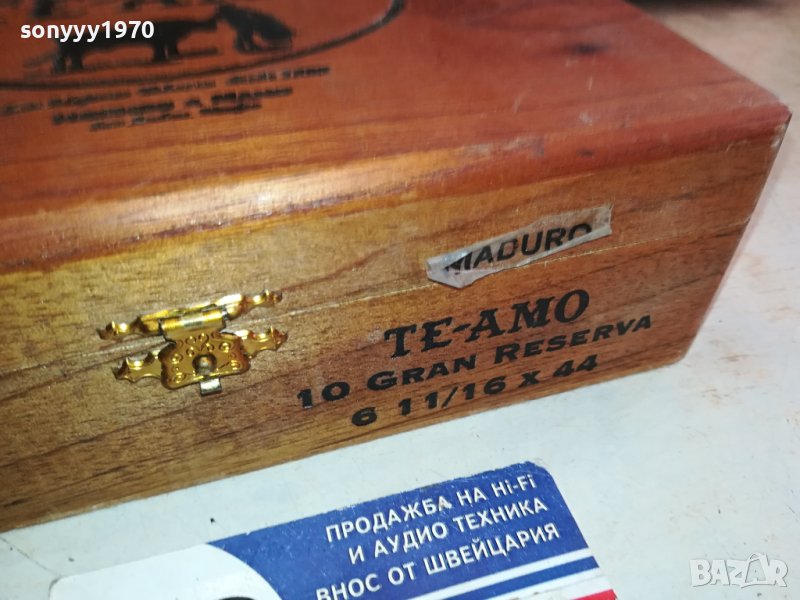 sonyyy1970
MADURO
TE-AMO
10 GRAN RESERVA
6 11/16 X 44
ПРОДАЖБА НА Hi-Fi
И АУДИО ТЕХНИКА
ВНОС ОТ ШВЕЙЦАРИЯ
BAZAR